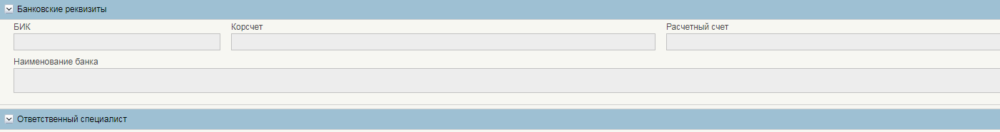 Банковские реквизиты
БИК Корсчет Расчетный счет
Наименование банка
Ответственный специалист